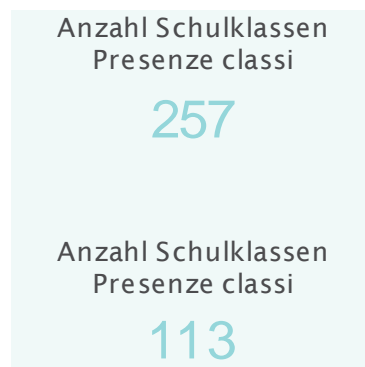 Anzahl Schulklassen
Presenze classi
257
Anzahl Schulklassen
Presenze classi
113